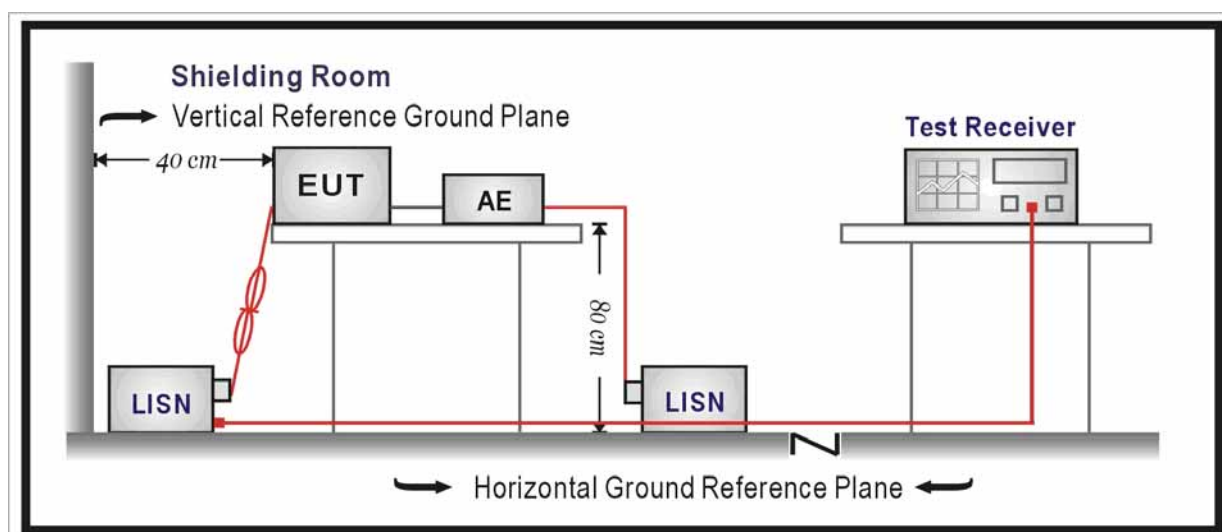 Shielding Room
Vertical Reference Ground Plane
Test Receiver
40 cm
EUT
AE
80 cm
LISN
LISN
Horizontal Ground Reference Plane